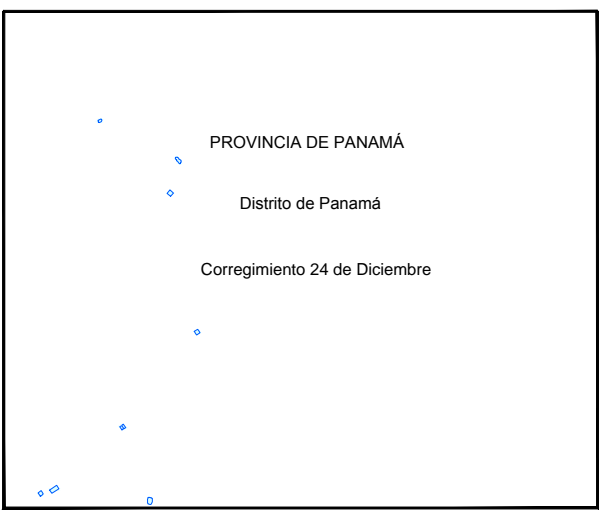 PROVINCIA DE PANAMÁ
Distrito de Panamá
Corregimiento 24 de Diciembre